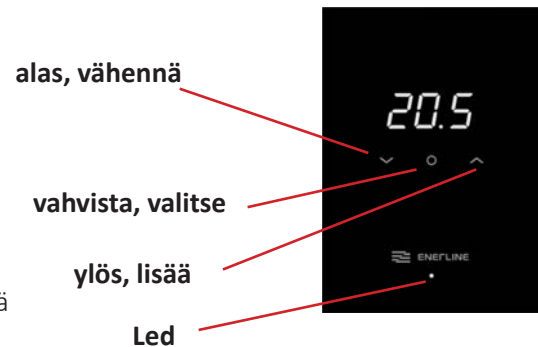 alas, vähennä
20.5
vahvista, valitse
ENERLINE
ylös, lisää
ä
Led